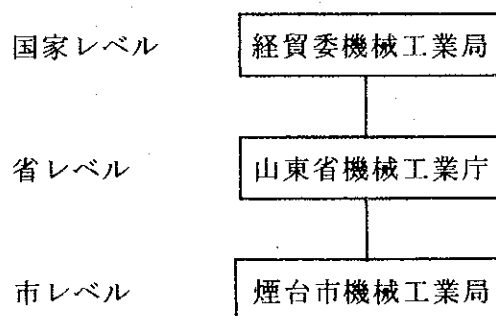 国家レベル 経貿委機械工業局
省レベル 山東省機械工業庁
市レベル 煙台市機械工業局